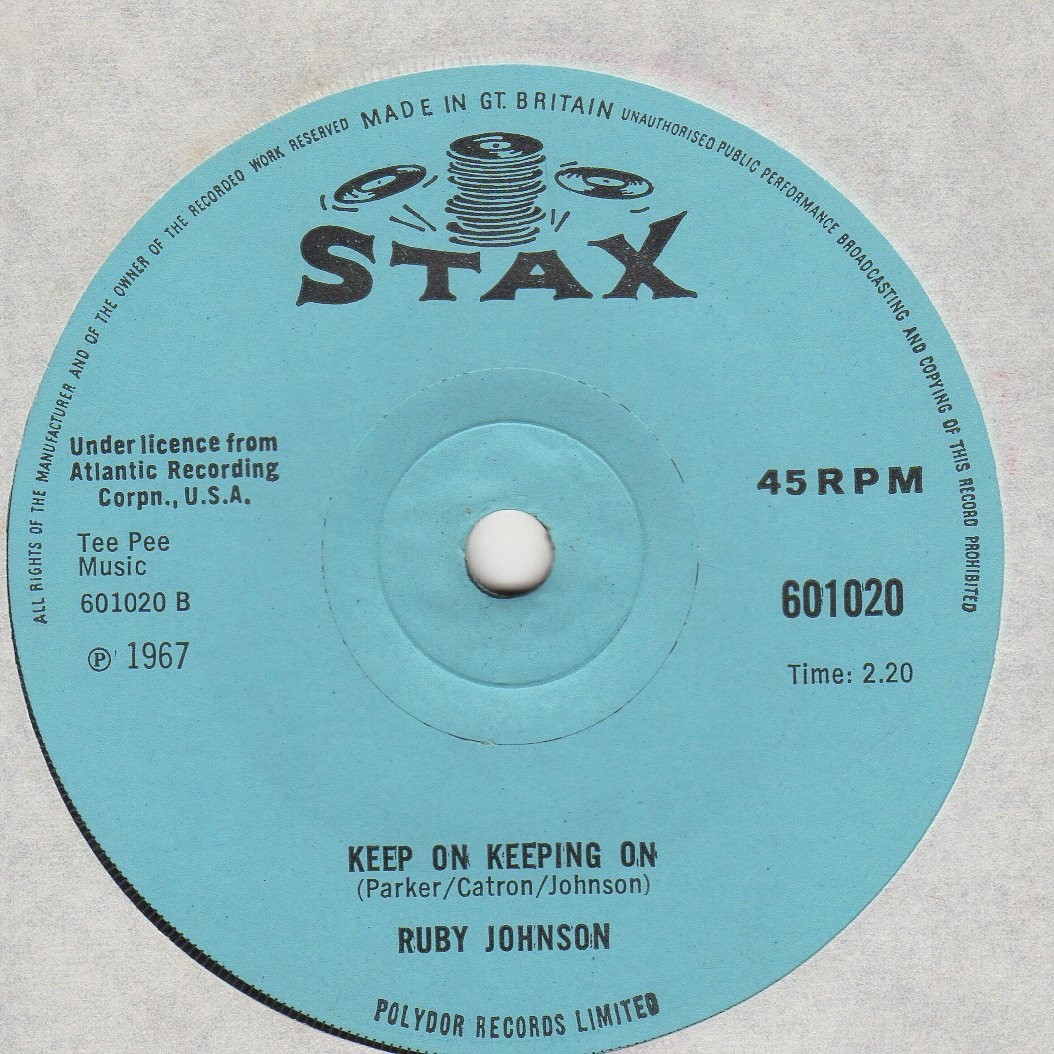 ALL RIGHTS OF THE MANUFACTURER AND OF THE OWNER OF THE RECORDED WORK RESERVED MADE IN GT. BRITAIN UNAUTHORISED PUBLIC PERFORMANCE BROADCASTING AND COPYING OF THIS RECORD PROHIBITED
STAX
Under licence from
Atlantic Recording
Corpn., U.S.A.
Tee Pee
Music
601020 B
℗ 1967
45 RPM
601020
Time: 2.20
KEEP ON KEEPING ON
(Parker/Catron/Johnson)
RUBY JOHNSON
POLYDOR RECORDS LIMITED